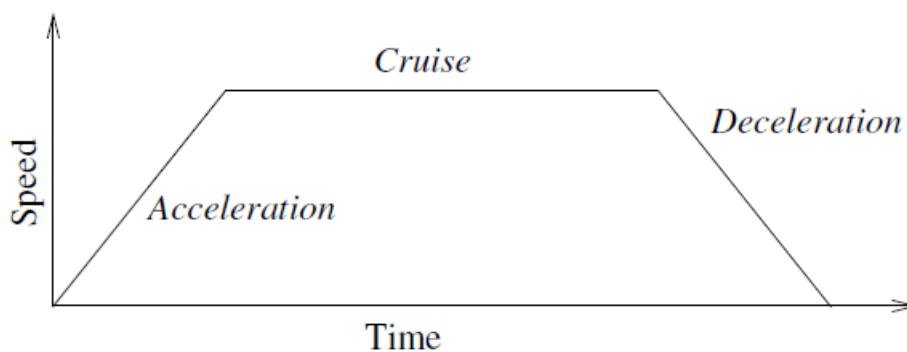 Cruise
Deceleration
Speed
Acceleration
Time